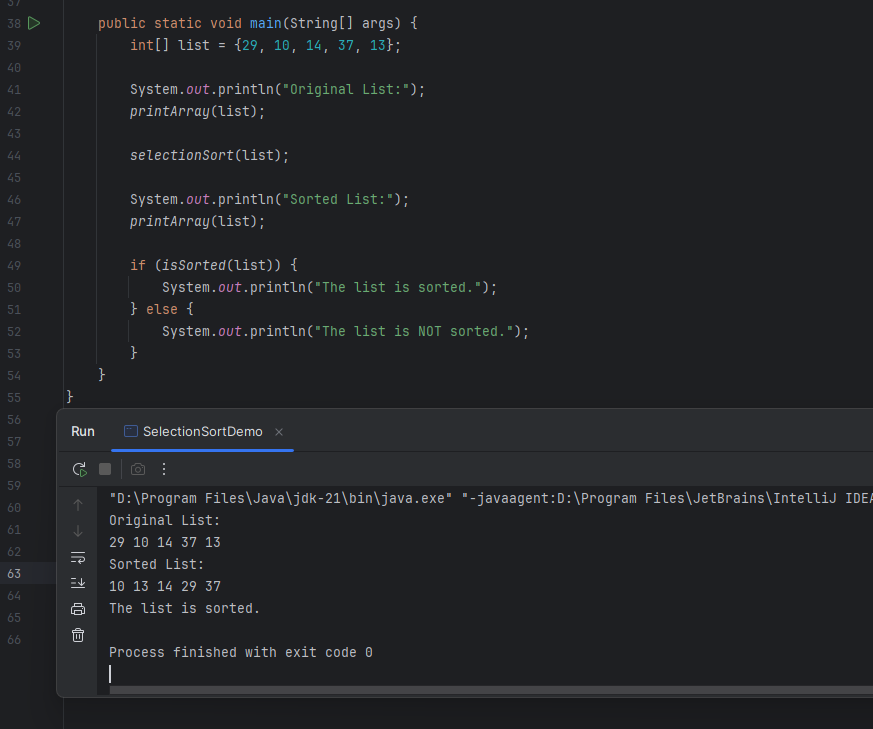 37
38 public static void main(String[] args) {
39 int[] list = {29, 10, 14, 37, 13};
40
41 System.out.println("Original List:");
42 printArray(list);
43
44 selectionSort(list);
45
46 System.out.println("Sorted List:");
47 printArray(list);
48
49 if (isSorted(list)) {
50 System.out.println("The list is sorted.");
51 } else {
52 System.out.println("The list is NOT sorted.");
53 }
54 }
55 }
56
57
58
59
60
61
62
63
64
65
66
Run SelectionSortDemo
"D:\Program Files\Java\jdk-21\bin\java.exe" "-javaagent:D:\Program Files\JetBrains\IntelliJ IDEA
Original List:
29 10 14 37 13
Sorted List:
10 13 14 29 37
The list is sorted.
Process finished with exit code 0